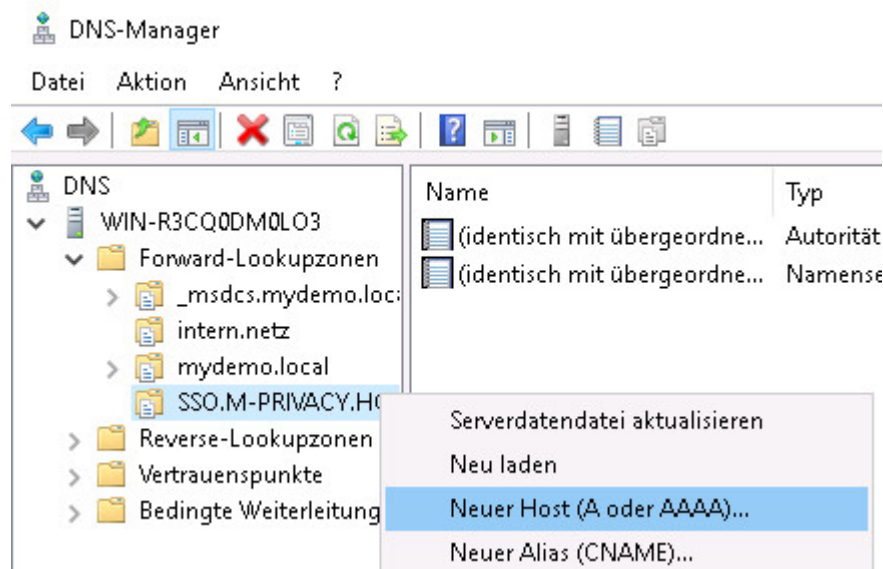 DNS-Manager
Datei Aktion Ansicht ?
DNS
WIN-R3CQ0DM0LO3
Forward-Lookupzonen
_msdcs.mydemo.loc
intern.netz
mydemo.local
SSO.M-PRIVACY.HO
Reverse-Lookupzonen
Vertrauenspunkte
Bedingte Weiterleitung
Name Typ
(identisch mit übergeordne... Autorität
(identisch mit übergeordne... Namense
Serverdatendatei aktualisieren
Neu laden
Neuer Host (A oder AAAA)...
Neuer Alias (CNAME)...